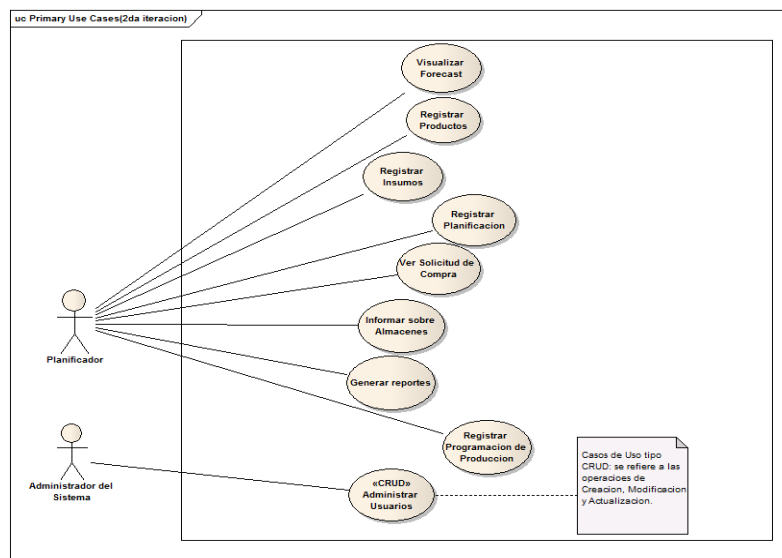 uc Primary Use Cases(2da iteracion)
Visualizar
Forecast
Registrar
Productos
Registrar
Insumos
Registrar
Planificacion
Ver Solicitud de
Compra
Informar sobre
Almacenes
Planificador
Generar reportes
Registrar
Programacion de
Produccion
Administrador del
Sistema
«CRUD»
Administrar
Usuarios
Casos de Uso tipo
CRUD: se refiere a las
operacioes de
Creacion, Modificacion
y Actualizacion.